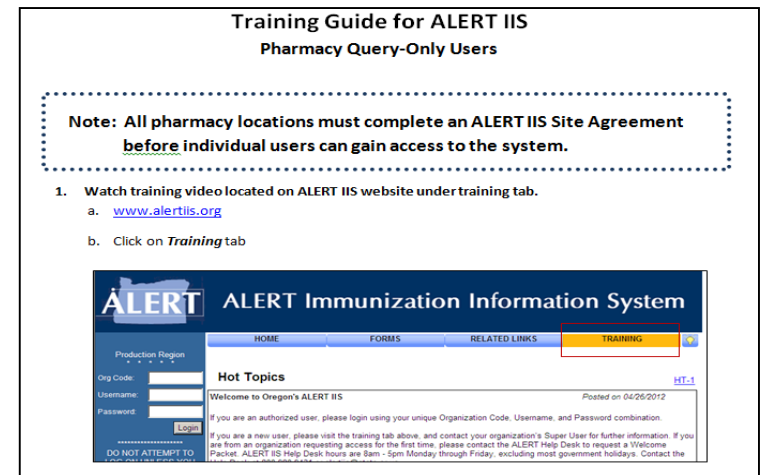 Training Guide for ALERT IIS
Pharmacy Query-Only Users
Note: All pharmacy locations must complete an ALERT IIS Site Agreement
before individual users can gain access to the system.
1. Watch training video located on ALERT IIS website under training tab.
a. www.alertiis.org
b. Click on Training tab
ALERT ALERT Immunization Information System
HOME FORMS RELATED LINKS TRAINING
Production Region
Org Code:
Username:
Password:
Login
DO NOT ATTEMPT TO
Hot Topics HT-1
Welcome to Oregon's ALERT IIS Posted on 04/26/2012
If you are an authorized user, please login using your unique Organization Code, Username, and Password combination.
If you are a new user, please visit the training tab above, and contact your organization's Super User for further information. If you
are from an organization requesting access for the first time, please contact the ALERT Help Desk to request a Welcome
Packet. ALERT IIS Help Desk hours are 8am - 5pm Monday through Friday, excluding most government holidays. Contact the